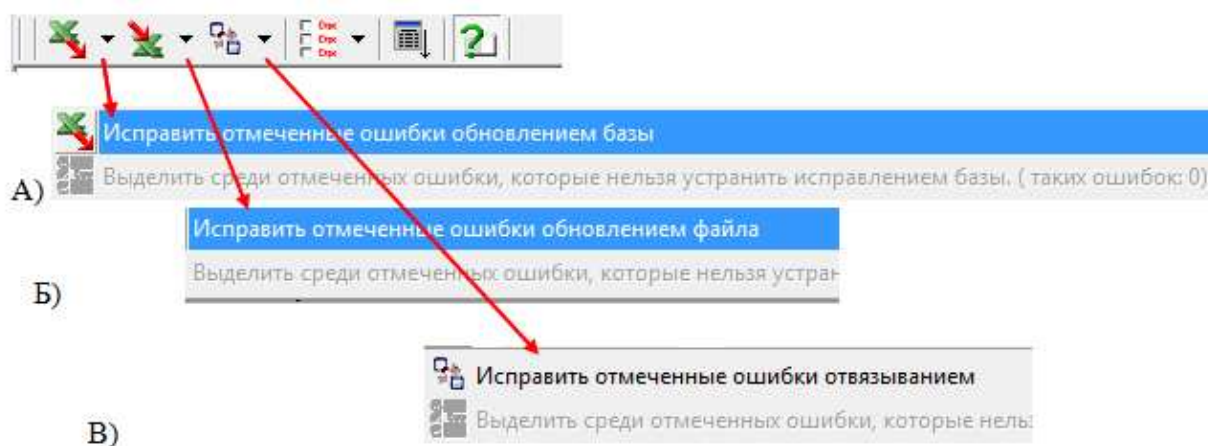 Исправить отмеченные ошибки обновлением базы
А) Выделить среди отмеченных ошибки, которые нельзя устранить исправлением базы. ( таких ошибок: 0)
Исправить отмеченные ошибки обновлением файла
Выделить среди отмеченных ошибки, которые нельзя устран
Б)
Исправить отмеченные ошибки отвязыванием
Выделить среди отмеченных ошибки, которые нель
В)